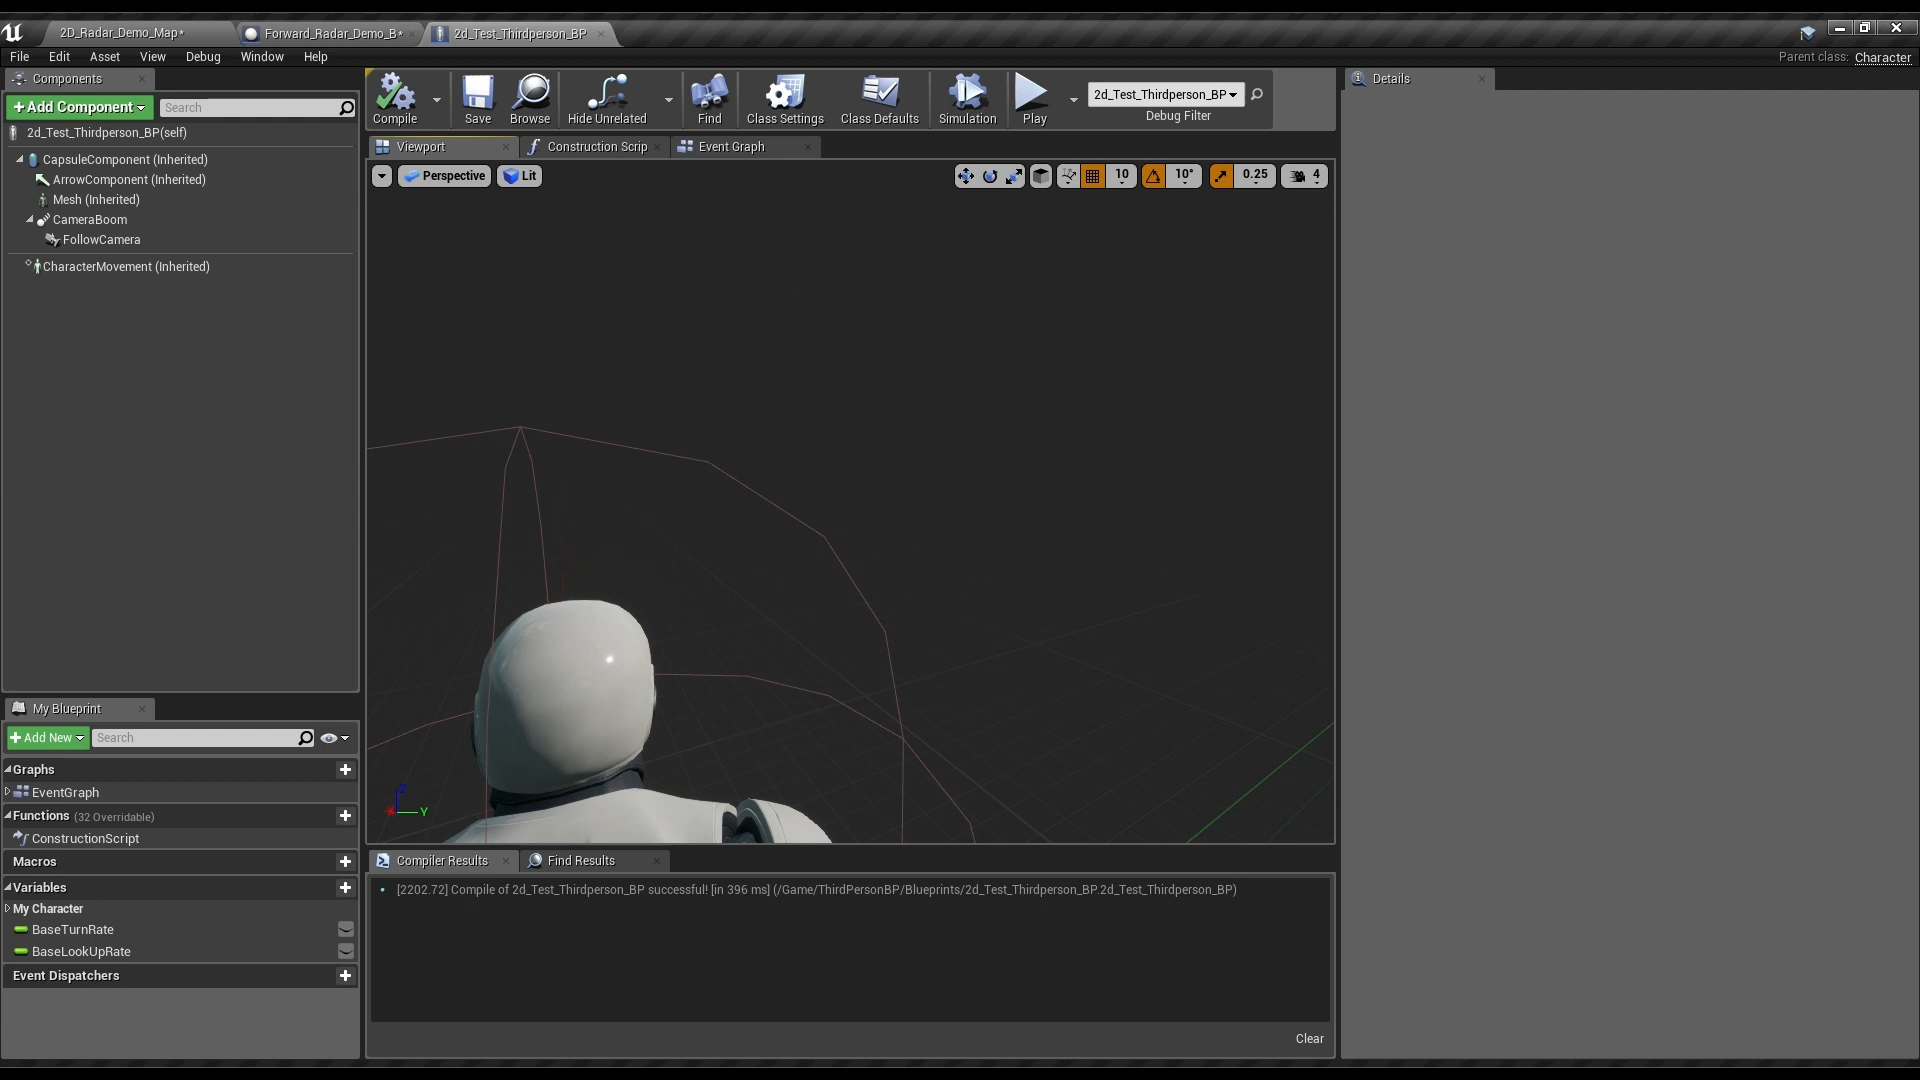 2D_Radar_Demo_Map*
Forward_Radar_Demo_B*
2d_Test_Thirdperson_BP
File Edit Asset View Debug Window Help
Parent class: Character
Components
+Add Component
Search
2d_Test_Thirdperson_BP(self)
CapsuleComponent (Inherited)
ArrowComponent (Inherited)
Mesh (Inherited)
CameraBoom
FollowCamera
CharacterMovement (Inherited)
Compile
Save
Browse
Hide Unrelated
Find
Class Settings
Class Defaults
Simulation
Play
2d_Test_Thirdperson_BP
Debug Filter
Viewport
Construction Scrip
Event Graph
Perspective
Lit
10
10°
0.25
4
Z
Y
Details
My Blueprint
+Add New
Search
Graphs
EventGraph
Functions (32 Overridable)
ConstructionScript
Macros
Variables
My Character
BaseTurnRate
BaseLookUpRate
Event Dispatchers
Compiler Results
Find Results
[2202.72] Compile of 2d_Test_Thirdperson_BP successful! [in 396 ms] (/Game/ThirdPersonBP/Blueprints/2d_Test_Thirdperson_BP.2d_Test_Thirdperson_BP)
Clear